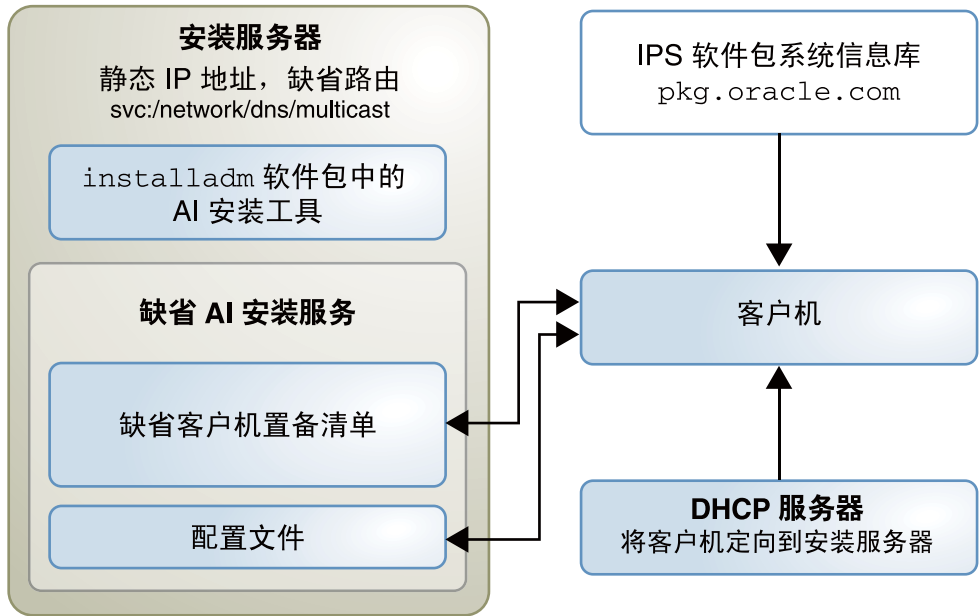 安装服务器
静态 IP 地址，缺省路由
svc:/network/dns/multicast
installadm 软件包中的
AI 安装工具
缺省 AI 安装服务
缺省客户机置备清单
配置文件
IPS 软件包系统信息库
pkg.oracle.com
客户机
DHCP 服务器
将客户机定向到安装服务器